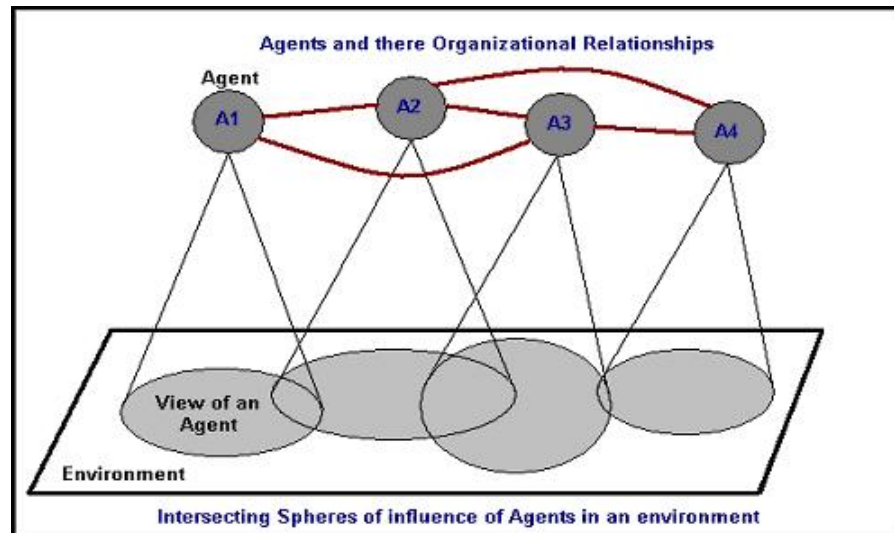 Agents and there Organizational Relationships
Agent
A1
A2
A3
A4
View of an
Agent
Environment
Intersecting Spheres of influence of Agents in an environment